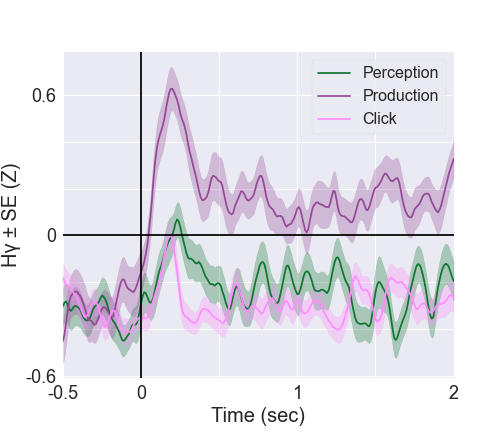 Perception
Production
Click
Hγ ± SE (Z)
0.6
0
-0.6
-0.5
0
1
2
Time (sec)